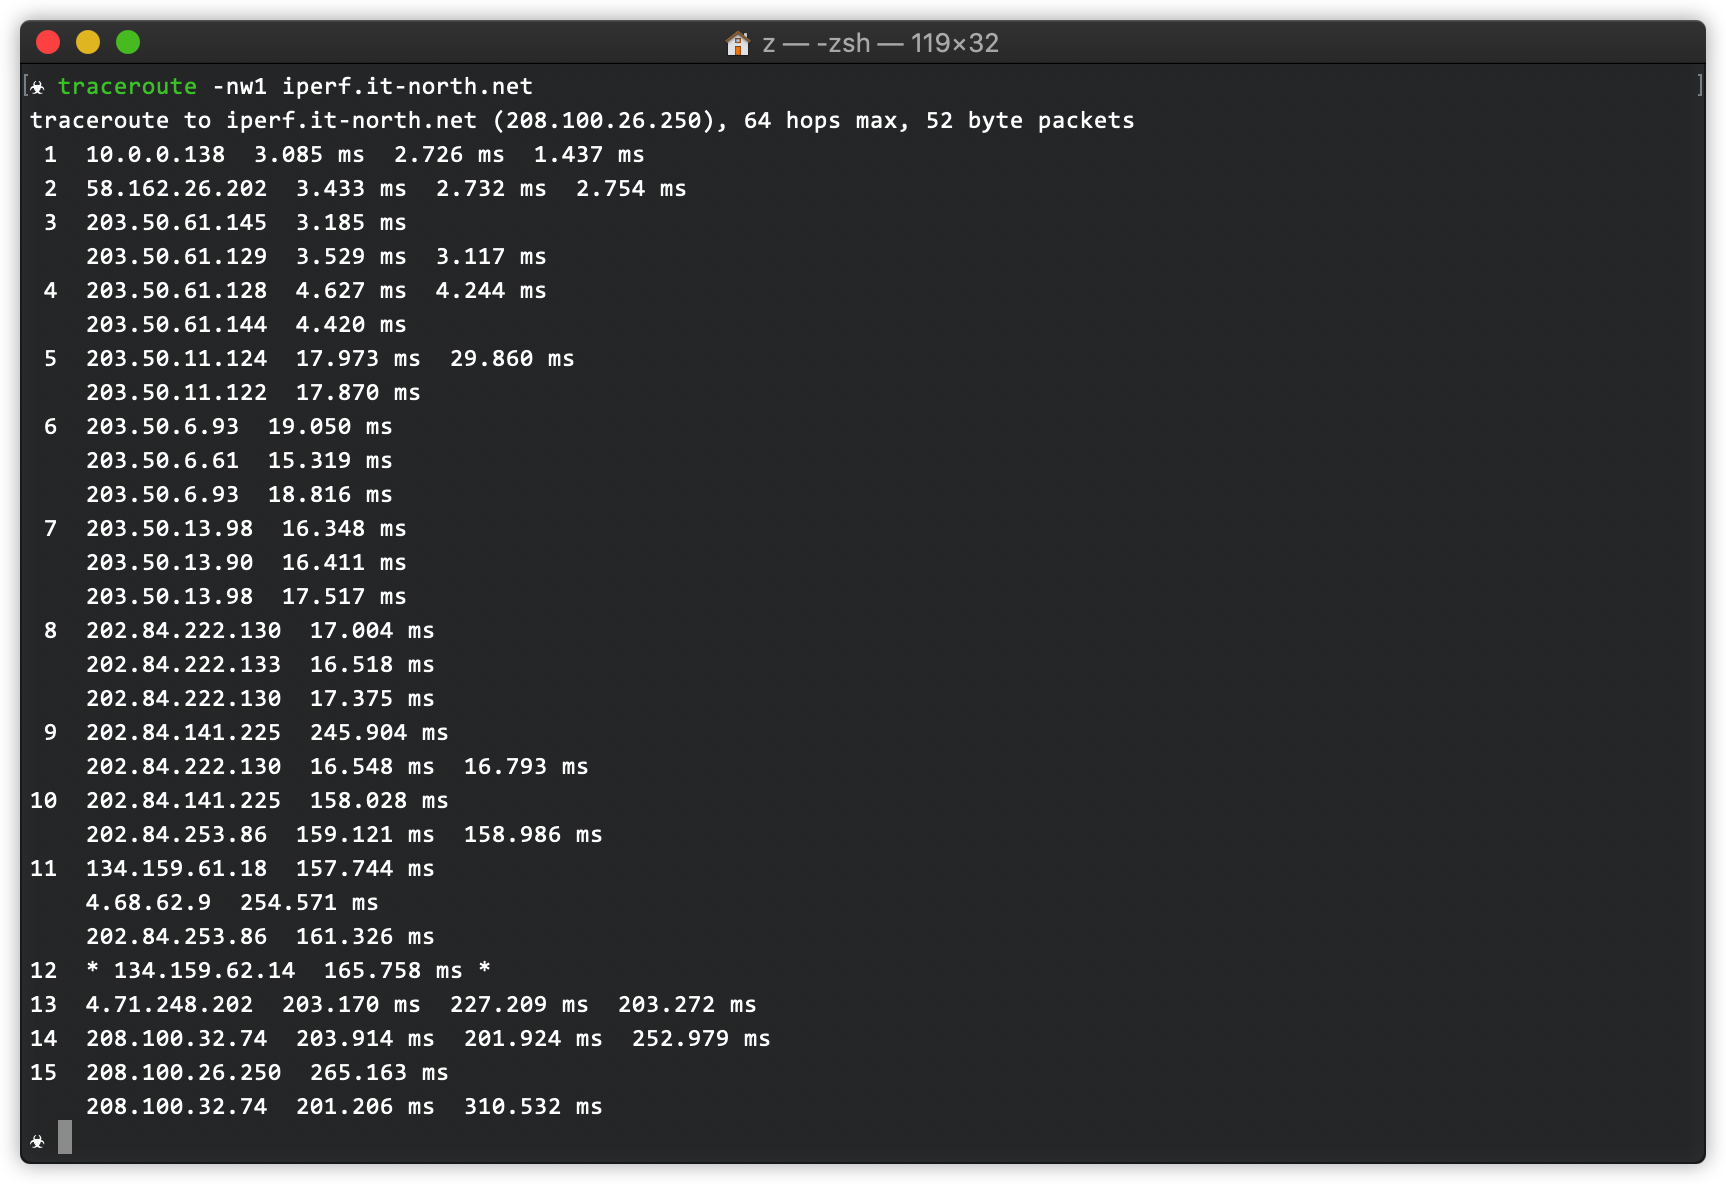 z — -zsh — 119×32
[☣ traceroute -nw1 iperf.it-north.net ]
traceroute to iperf.it-north.net (208.100.26.250), 64 hops max, 52 byte packets
 1  10.0.0.138  3.085 ms  2.726 ms  1.437 ms
 2  58.162.26.202  3.433 ms  2.732 ms  2.754 ms
 3  203.50.61.145  3.185 ms
    203.50.61.129  3.529 ms  3.117 ms
 4  203.50.61.128  4.627 ms  4.244 ms
    203.50.61.144  4.420 ms
 5  203.50.11.124  17.973 ms  29.860 ms
    203.50.11.122  17.870 ms
 6  203.50.6.93  19.050 ms
    203.50.6.61  15.319 ms
    203.50.6.93  18.816 ms
 7  203.50.13.98  16.348 ms
    203.50.13.90  16.411 ms
    203.50.13.98  17.517 ms
 8  202.84.222.130  17.004 ms
    202.84.222.133  16.518 ms
    202.84.222.130  17.375 ms
 9  202.84.141.225  245.904 ms
    202.84.222.130  16.548 ms  16.793 ms
10  202.84.141.225  158.028 ms
    202.84.253.86  159.121 ms  158.986 ms
11  134.159.61.18  157.744 ms
    4.68.62.9  254.571 ms
    202.84.253.86  161.326 ms
12  * 134.159.62.14  165.758 ms *
13  4.71.248.202  203.170 ms  227.209 ms  203.272 ms
14  208.100.32.74  203.914 ms  201.924 ms  252.979 ms
15  208.100.26.250  265.163 ms
    208.100.32.74  201.206 ms  310.532 ms
☣